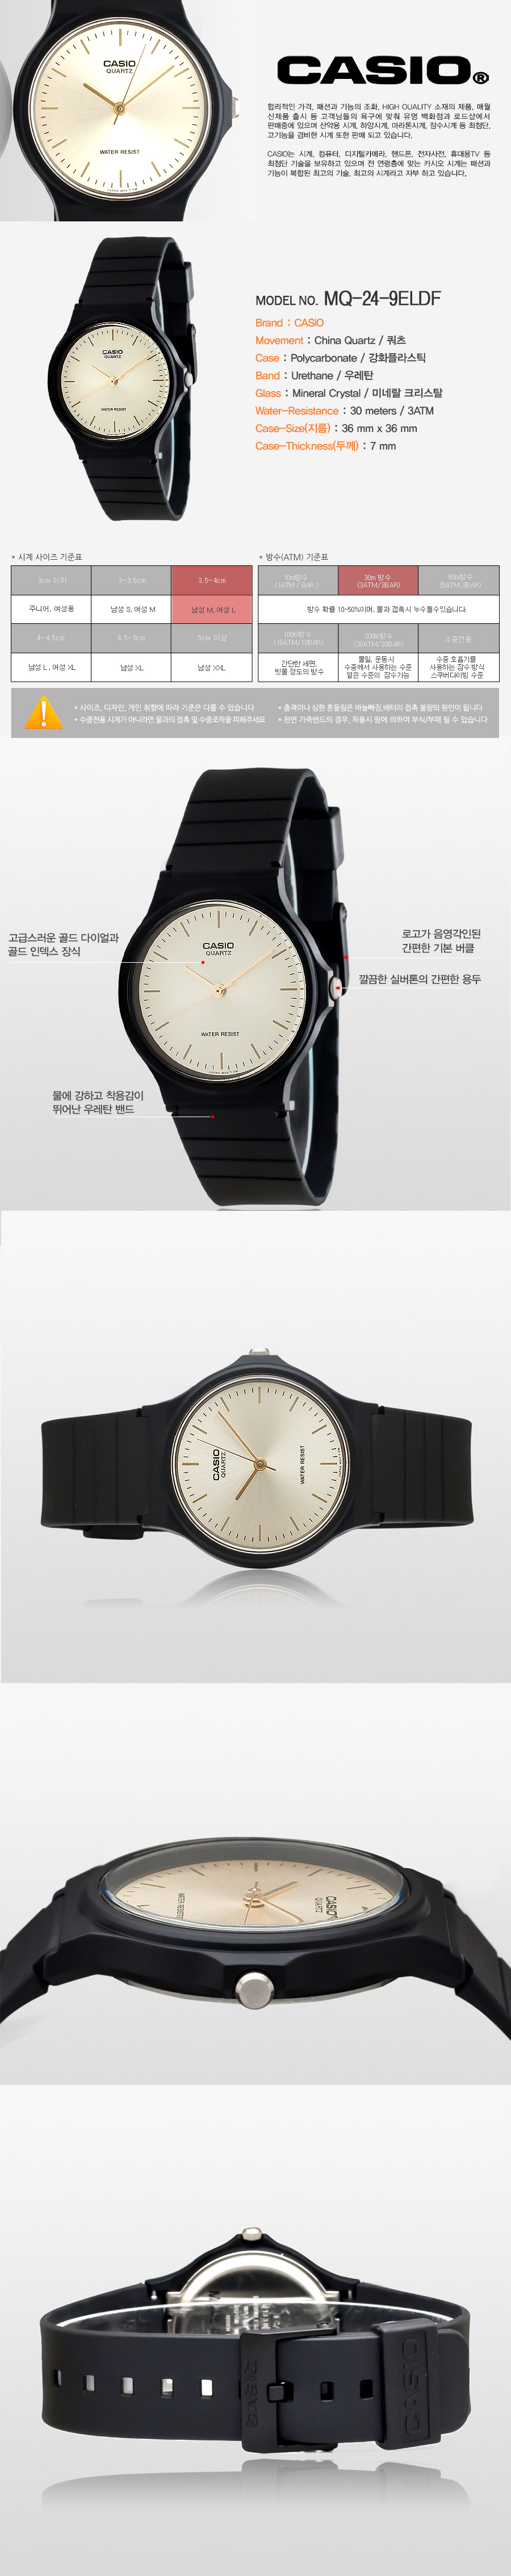 CASIO
QUARTZ
WATER RESIST
CASIO®
합리적인 가격, 패션과 기능의 조화, HIGH QUALITY 소재의 제품, 매월
신제품 출시 등 고객님들의 욕구에 맞춰 유명 백화점과 로드샵에서
판매중에 있으며 산악용 시계, 해양시계, 마라톤시계, 잠수시계 등 최첨단,
고기능을 겸비한 시계 또한 판매 되고 있습니다.
CASIO는 시계, 컴퓨터, 디지털카메라, 핸드폰, 전자사전, 휴대용TV 등
최첨단 기술을 보유하고 있으며 전 연령층에 맞는 카시오 시계는 패션과
기능이 복합된 최고의 기술, 최고의 시계라고 자부 하고 있습니다.
CASIO
QUARTZ
WATER RESIST
MODEL NO. MQ-24-9ELDF
Brand : CASIO
Movement : China Quartz / 쿼츠
Case : Polycarbonate / 강화플라스틱
Band : Urethane / 우레탄
Glass : Mineral Crystal / 미네랄 크리스탈
Water-Resistance : 30 meters / 3ATM
Case-Size(지름) : 36 mm x 36 mm
Case-Thickness(두께) : 7 mm
* 시계 사이즈 기준표
3cm 이하
3~3.5cm
3.5~4cm
주니어, 여성용
남성 S, 여성 M
남성 M, 여성 L
4~4.5cm
4.5~5cm
5cm 이상
남성 L, 여성 XL
남성 XL
남성 XXL
* 방수(ATM) 기준표
10m방수
(1ATM / BAR )
30m 방수
(3ATM/3BAR)
50m방수
(5ATM,3BAR)
방수 확률 10~50%이며, 물과 접촉시 누수될수있습니다.
100m방수
(10ATM/10BAR)
200m방수
(20ATM/20BAR)
수중전용
간단한 세면,
빗물 정도의 방수
물일, 운동시
수중에서 사용하는 수준
얕은 수준의 잠수가능
수중 호흡기를
사용하는 잠수 방식
스쿠버다이빙 수준
* 사이즈, 디자인, 개인 취향에 따라 기준은 다를 수 있습니다
* 수중전용 시계가 아니라면 물과의 접촉 및 수중조작을 피해주세요
* 충격이나 심한 흔들림은 바늘빠짐,배터리 접촉 불량의 원인이 됩니다
* 천연 가죽밴드의 경우, 착용시 땀에 의하여 부식/부패 될 수 있습니다
고급스러운 골드 다이얼과
골드 인덱스 장식
CASIO
QUARTZ
WATER RESIST
로고가 음영각인된
간편한 기본 버클
깔끔한 실버톤의 간편한 용두
물에 강하고 착용감이
뛰어난 우레탄 밴드
CASIO
QUARTZ
WATER RESIST
WATER RESIST
CASIO
QUARTZ
CASIO
CASIO